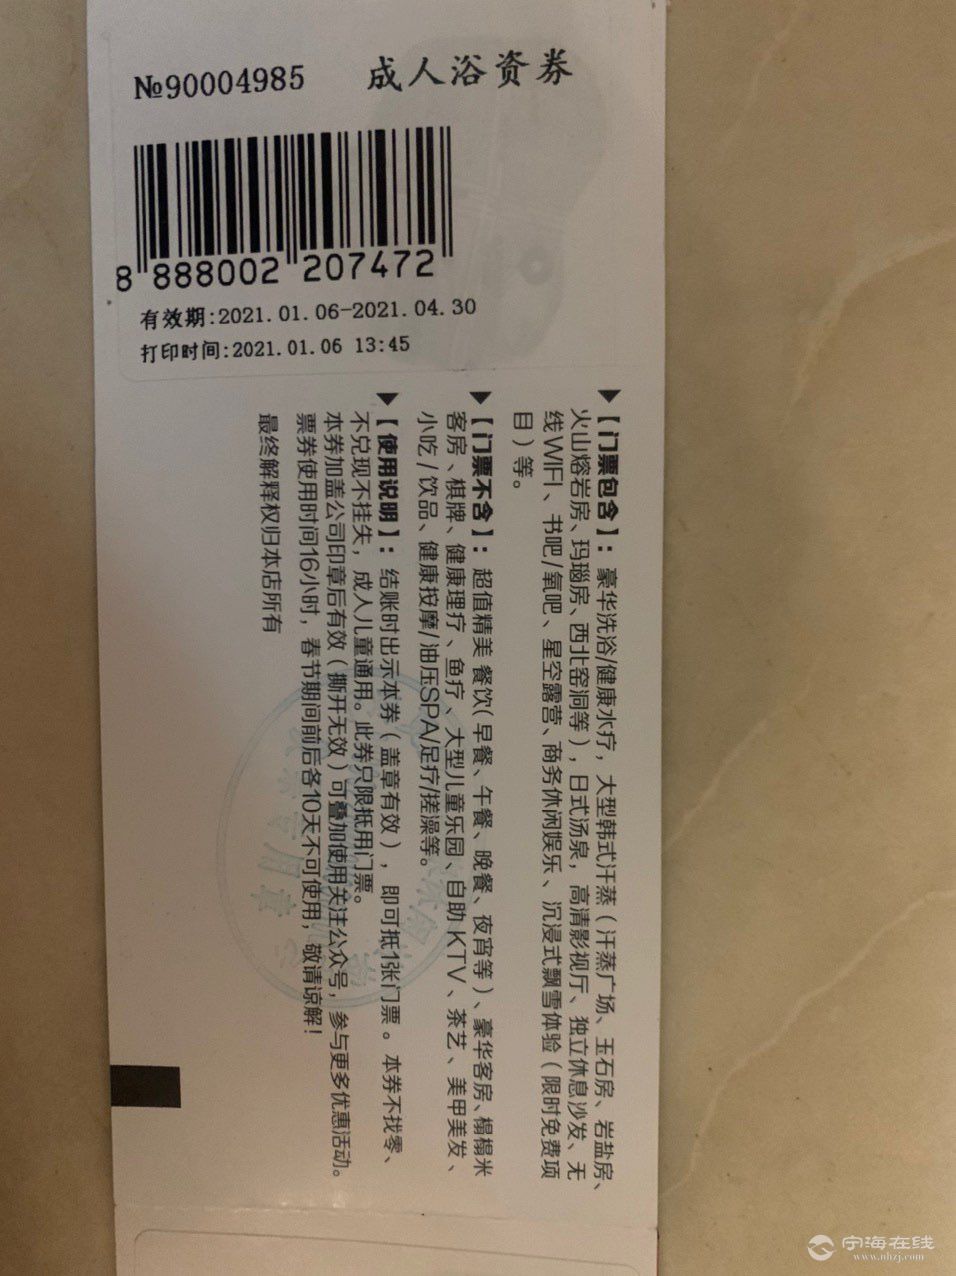 №90004985 成人浴资券
8 888002 207472
有效期:2021.01.06-2021.04.30
打印时间:2021.01.06 13:45
▶【门票包含】：豪华洗浴/健康水疗，大型韩式汗蒸（汗蒸广场、玉石房、岩盐房、
火山熔岩房、玛瑙房、西北窑洞等），日式汤泉，高清影视厅、独立休息沙发、无
线WIFI、书吧/氧吧、星空露营、商务休闲娱乐、沉浸式飘雪体验（限时免费项
目）等。
▶【门票不含】：超值精美 餐饮(早餐、午餐、晚餐、夜宵等)、豪华客房、榻榻米
客房、棋牌、健康理疗、鱼疗、大型儿童乐园、自助 KTV、茶艺、美甲美发、
小吃/饮品、健康按摩/油压SPA/足疗/搓澡等。
▶【使用说明】：结账时出示本券（盖章有效），即可抵1张门票。本券不找零、
不兑现不挂失，成人儿童通用。此券只限抵用门票。
本券加盖公司印章后有效（撕开无效）可叠加使用关注公众号，参与更多优惠活动。
票券使用时间16小时，春节期间前后各10天不可使用，敬请谅解！
最终解释权归本店所有
宁海在线
www.nhzj.com